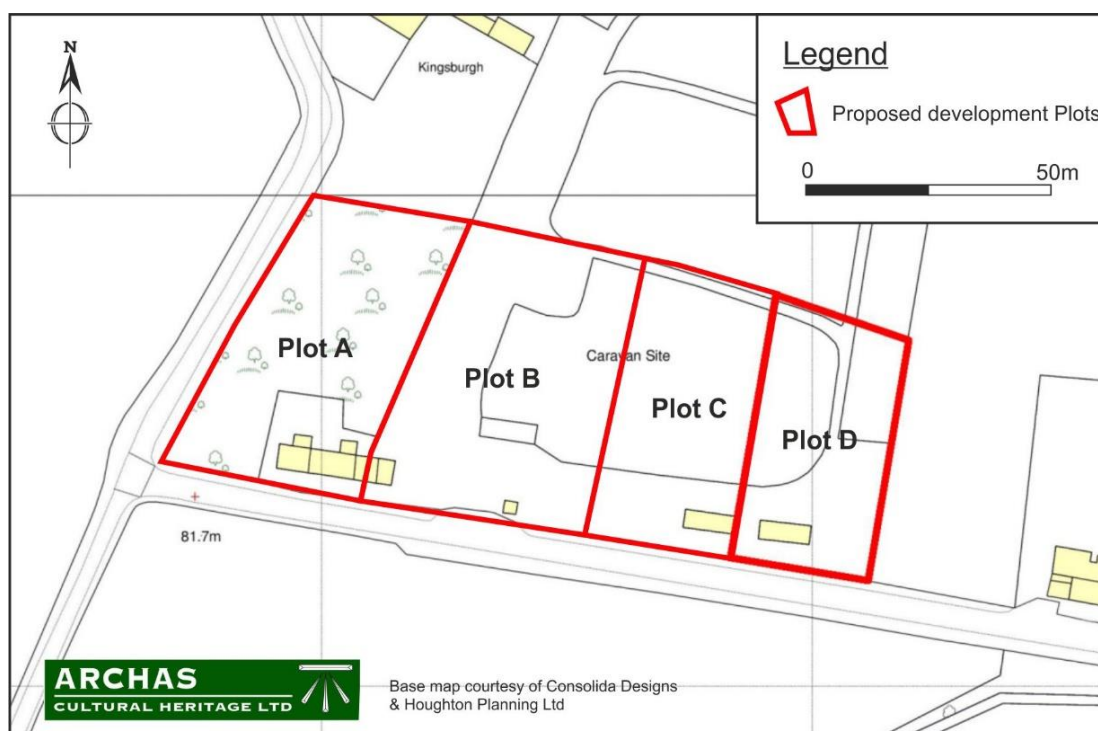 N
Kingsburgh
Legend
Proposed development Plots
0 50m
Plot A
Plot B
Caravan Site
Plot C
Plot D
81.7m
ARCHAS
CULTURAL HERITAGE LTD
Base map courtesy of Consolida Designs
& Houghton Planning Ltd